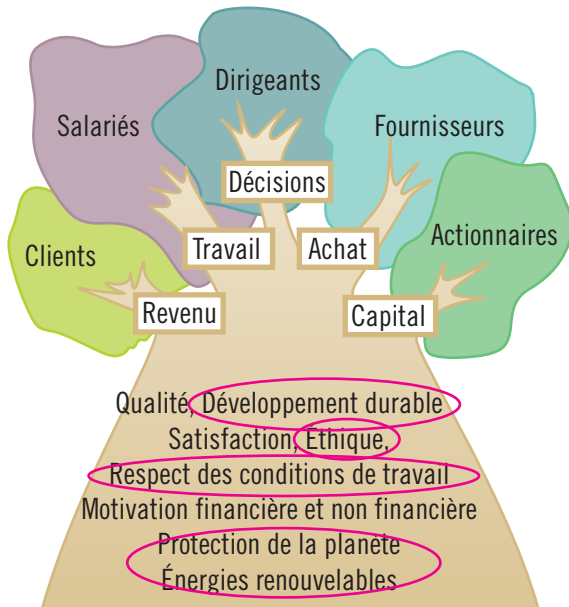 Dirigeants
Salariés
Fournisseurs
Décisions
Clients
Travail
Achat
Actionnaires
Revenu
Capital
Qualité, Développement durable
Satisfaction, Éthique,
Respect des conditions de travail
Motivation financière et non financière
Protection de la planète
Énergies renouvelables